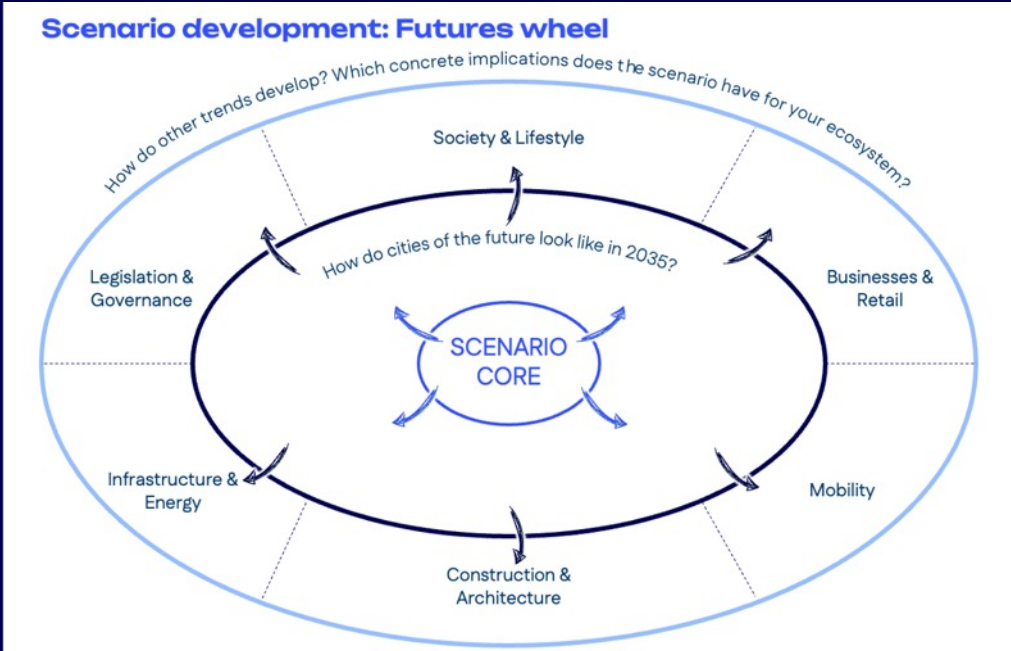 Scenario development: Futures wheel
How do other trends develop? Which concrete implications does the scenario have for your ecosystem?
Society & Lifestyle
How do cities of the future look like in 2035?
Legislation &
Governance
Businesses &
Retail
SCENARIO
CORE
Infrastructure &
Energy
Mobility
Construction &
Architecture